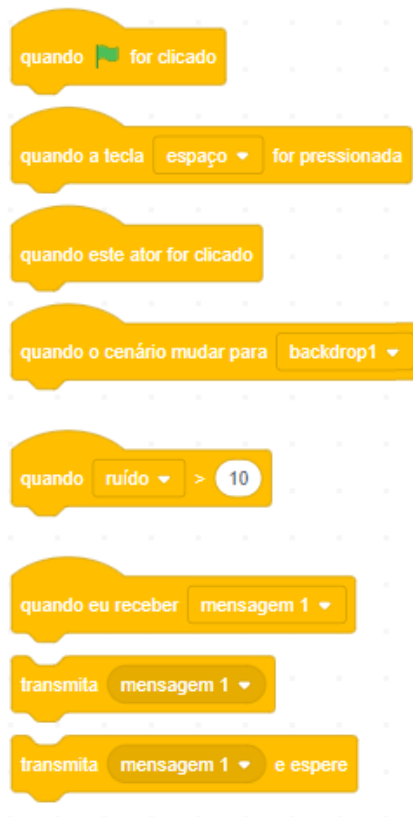 quando for clicado
quando a tecla espaço for pressionada
quando este ator for clicado
quando o cenário mudar para backdrop1
quando ruído > 10
quando eu receber mensagem 1
transmita mensagem 1
transmita mensagem 1 e espere